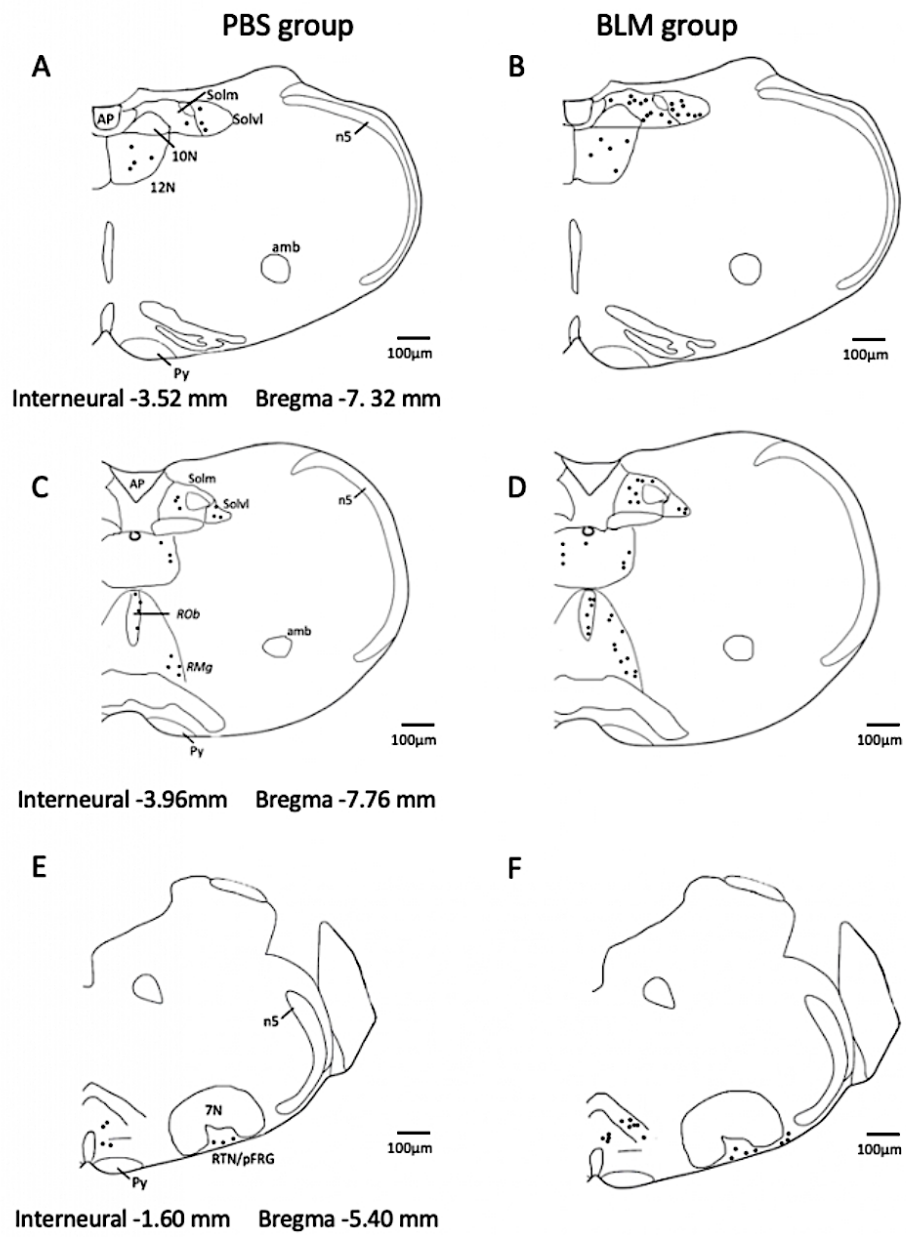 PBS group BLM group
A B
Solm
AP Solvl
n5
10N
12N
amb
100µm 100µm
Py
Interneural -3.52 mm Bregma -7. 32 mm
C D
AP Solm
n5
Solvl
ROb
amb
RMg
100µm 100µm
Py
Interneural -3.96mm Bregma -7.76 mm
E F
n5
7N
100µm 100µm
RTN/pFRG
Py
Interneural -1.60 mm Bregma -5.40 mm